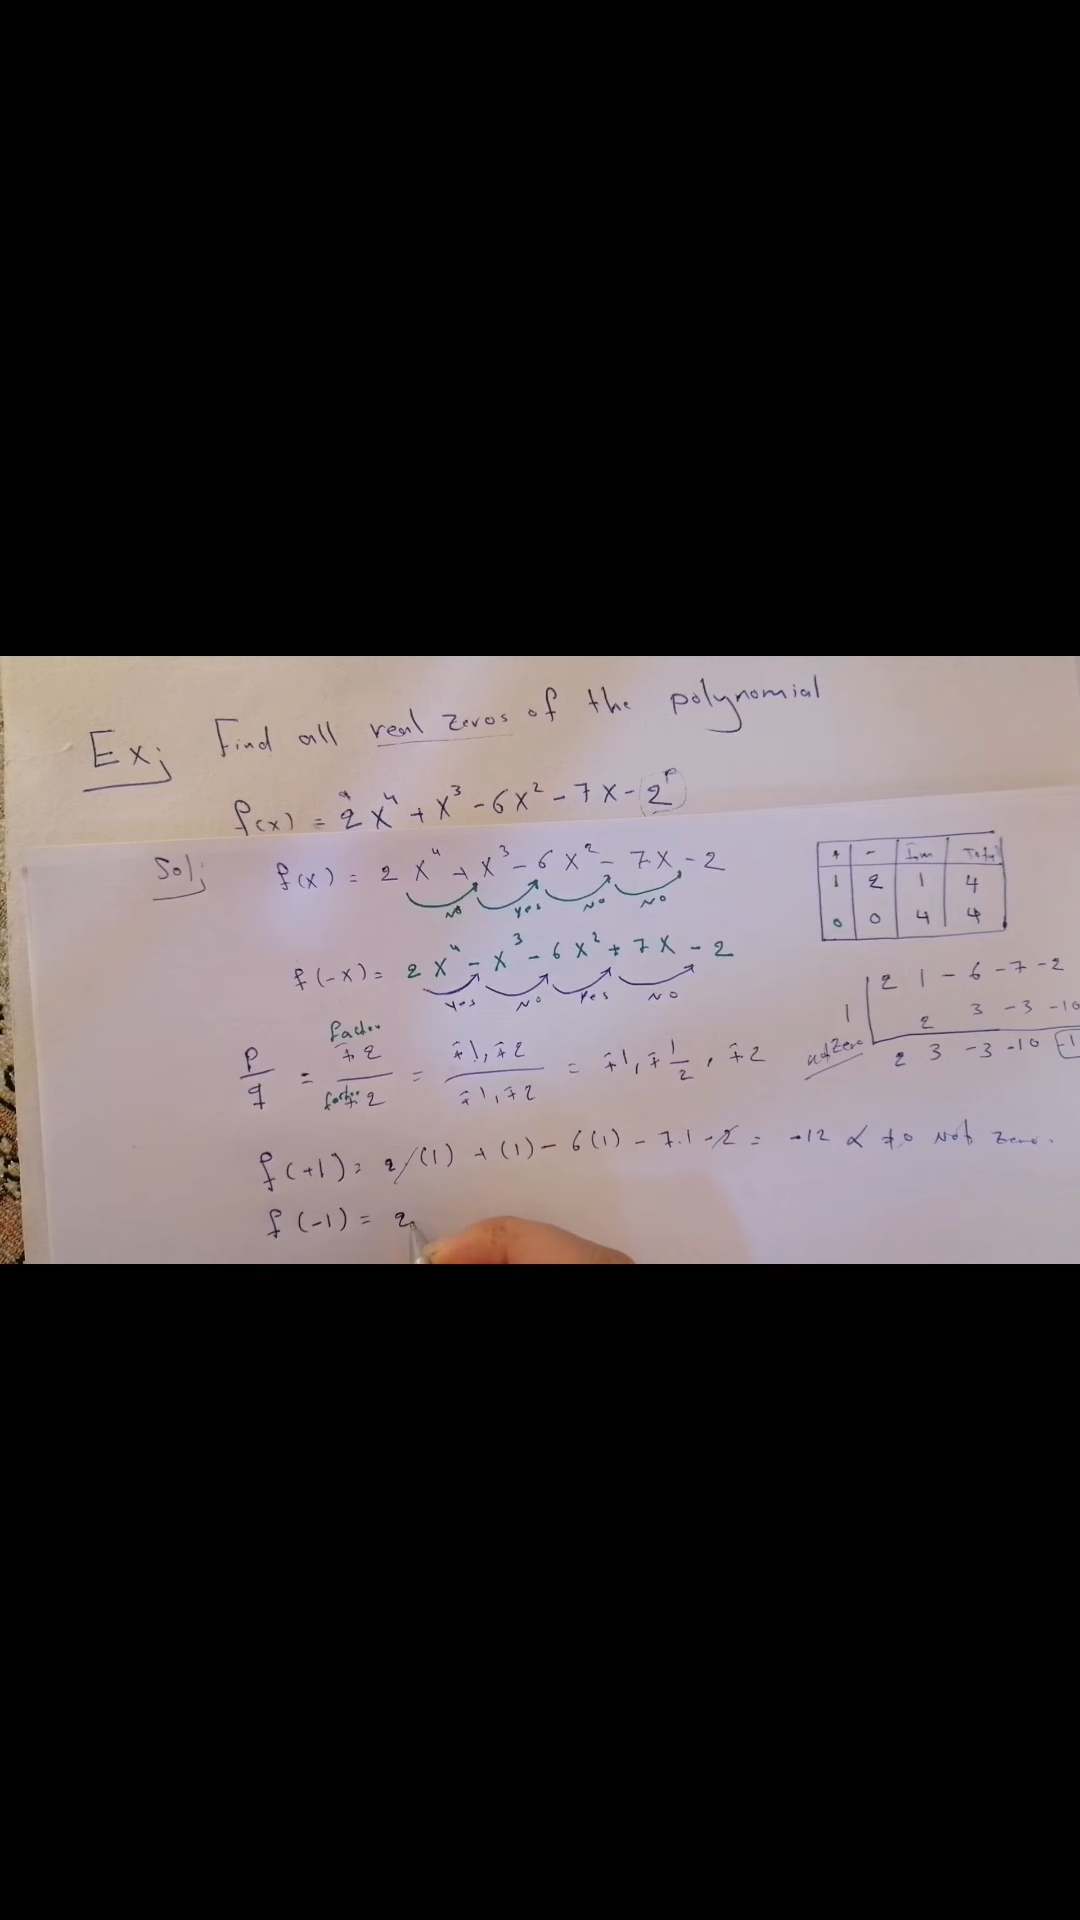 Ex; Find all real zeros of the polynomial
f(x) = 2x⁴ + x³ - 6x² - 7x - 2
P
Sol; f(x) = 2x⁴ + x³ - 6x² - 7x - 2
No Yes No No
f(-x) = 2x⁴ - x³ - 6x² + 7x - 2
Yes No Yes No
+ - Im Total
1 2 1 4
0 0 4 4
1 2 1 - 6 - 7 - 2
2 3 - 3 - 10
not Zero 2 3 - 3 - 10
factor
P/q = ∓2/∓2 = ∓1, ∓2/∓1, ∓2 = ∓1, ∓1/2, ∓2
factor
f(+1) = 2(1) + (1) - 6(1) - 7.1 - 2 = -12 ≠ 0 Not Zero.
f(-1) = 2